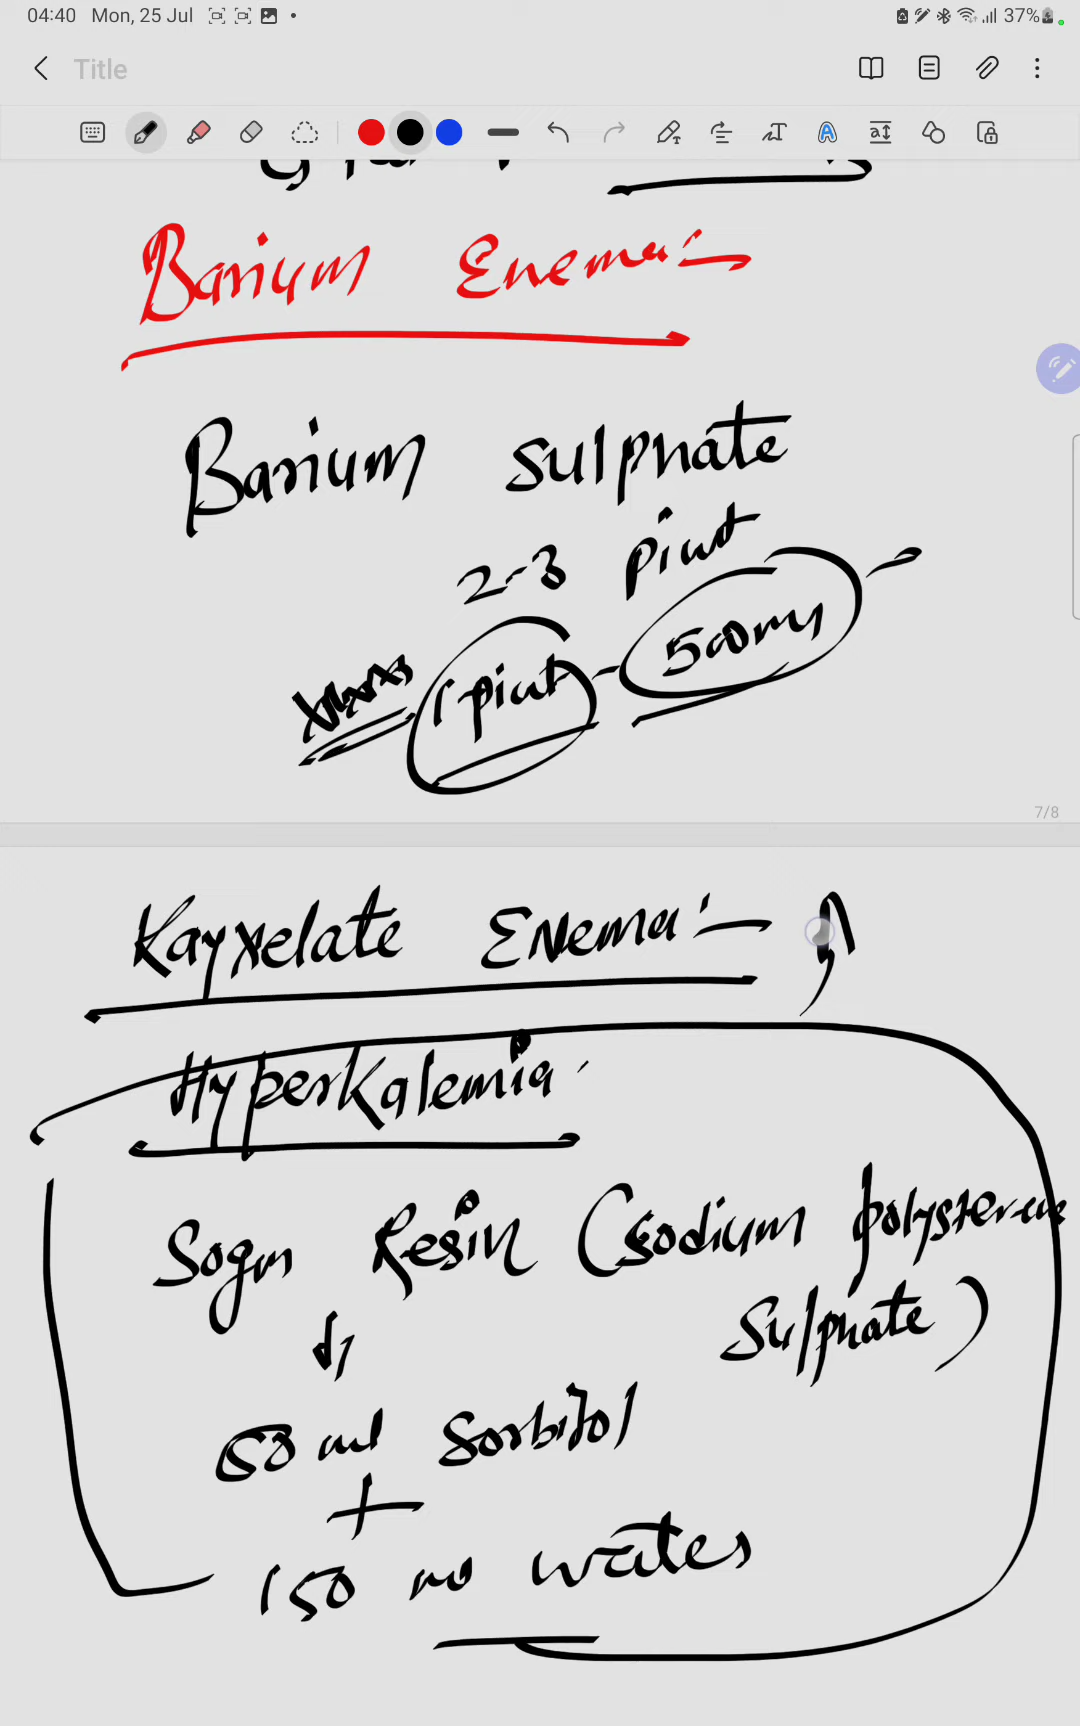 04:40 Mon, 25 Jul 37%
Title
Barium Enema:-
Barium sulphate
2-3 pint
1 pint - 500ml
7/8
Kayxelate Enema:-
Hyperkalemia
50gm Resin (sodium polysterene
sulphate)
50 ml sorbitol
+
150 ml water